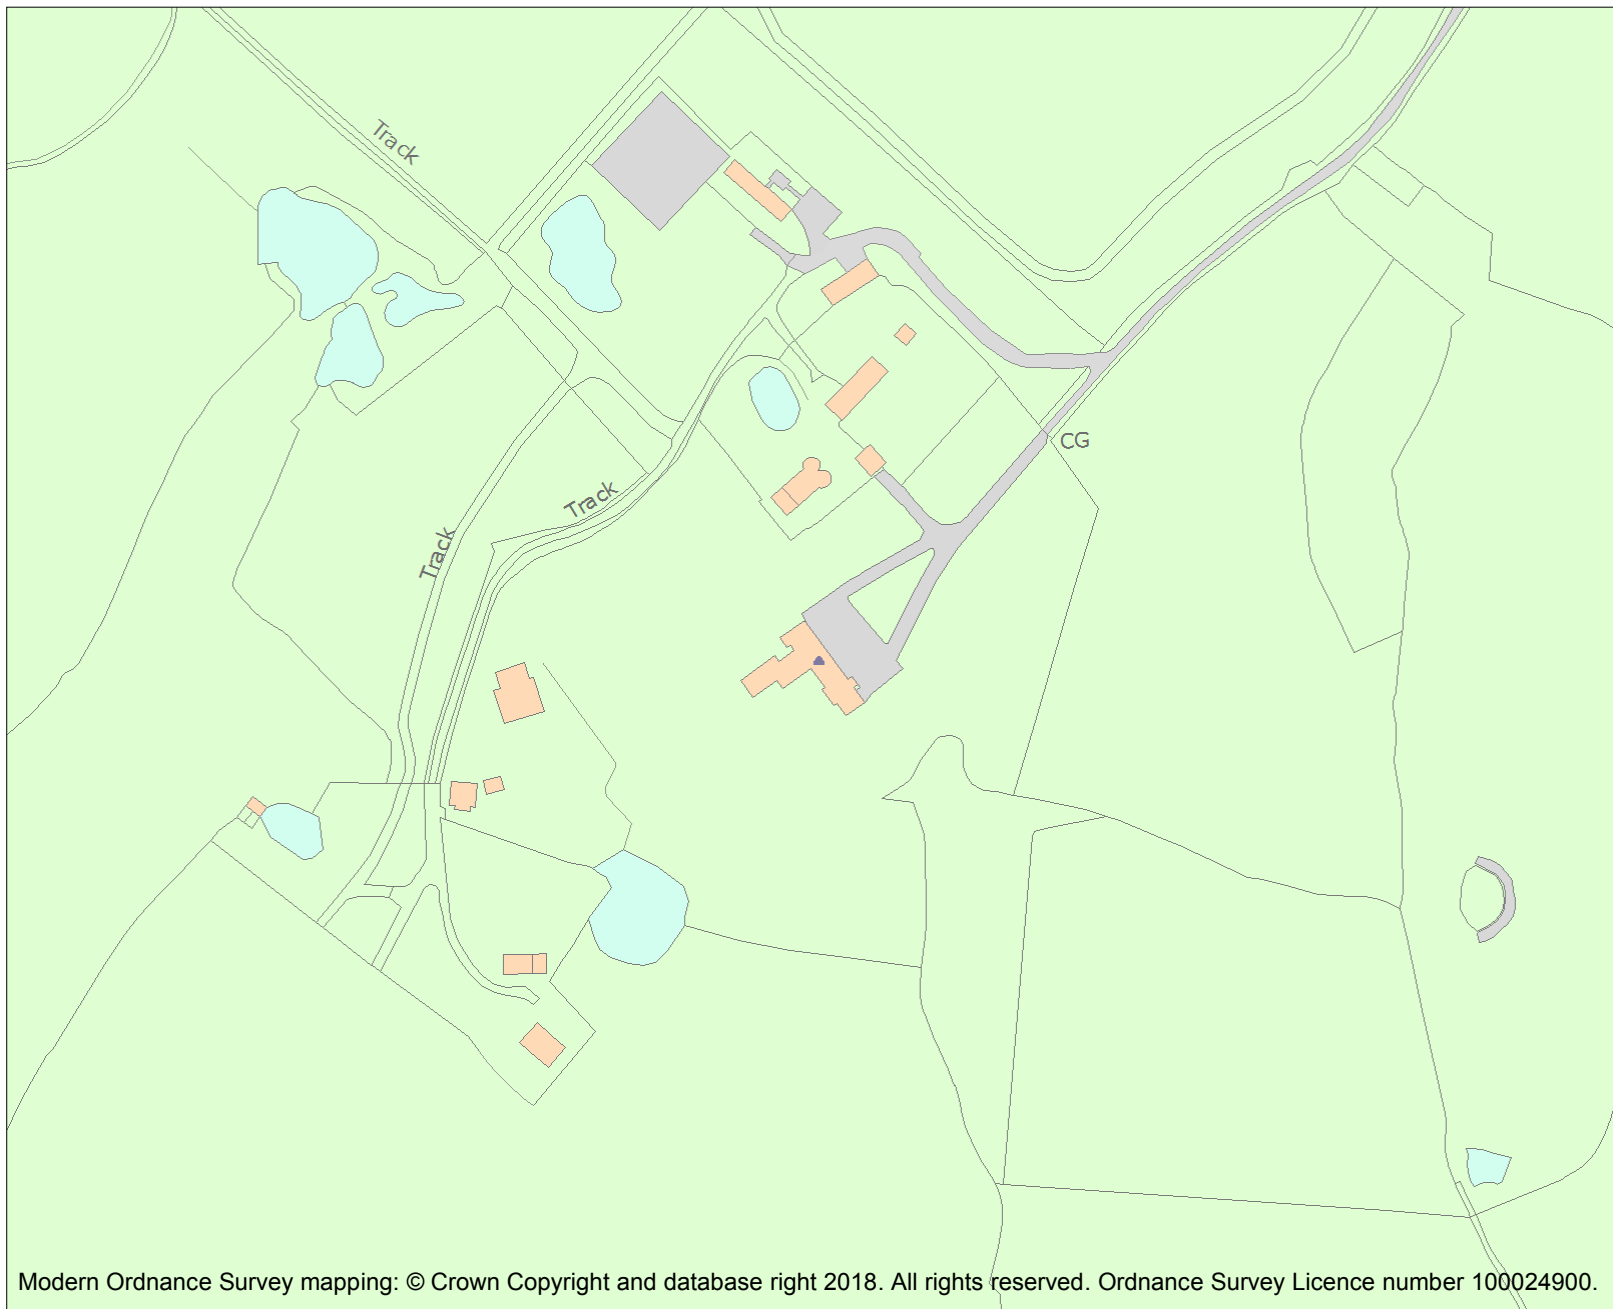 Track
CG
Track
Track
Modern Ordnance Survey mapping: © Crown Copyright and database right 2018. All rights reserved. Ordnance Survey Licence number 100024900.